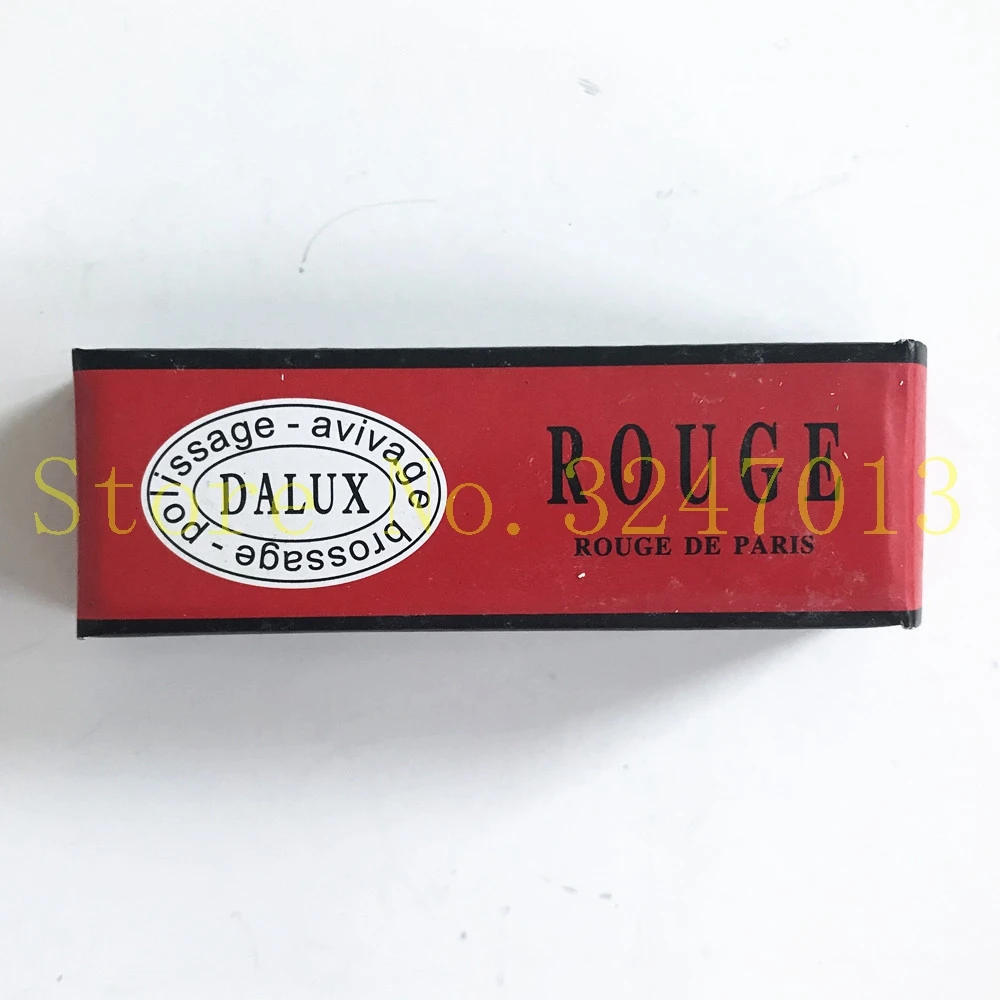 polissage - avivage
DALUX
brossage -
ROUGE
ROUGE DE PARIS
Store No. 3247013